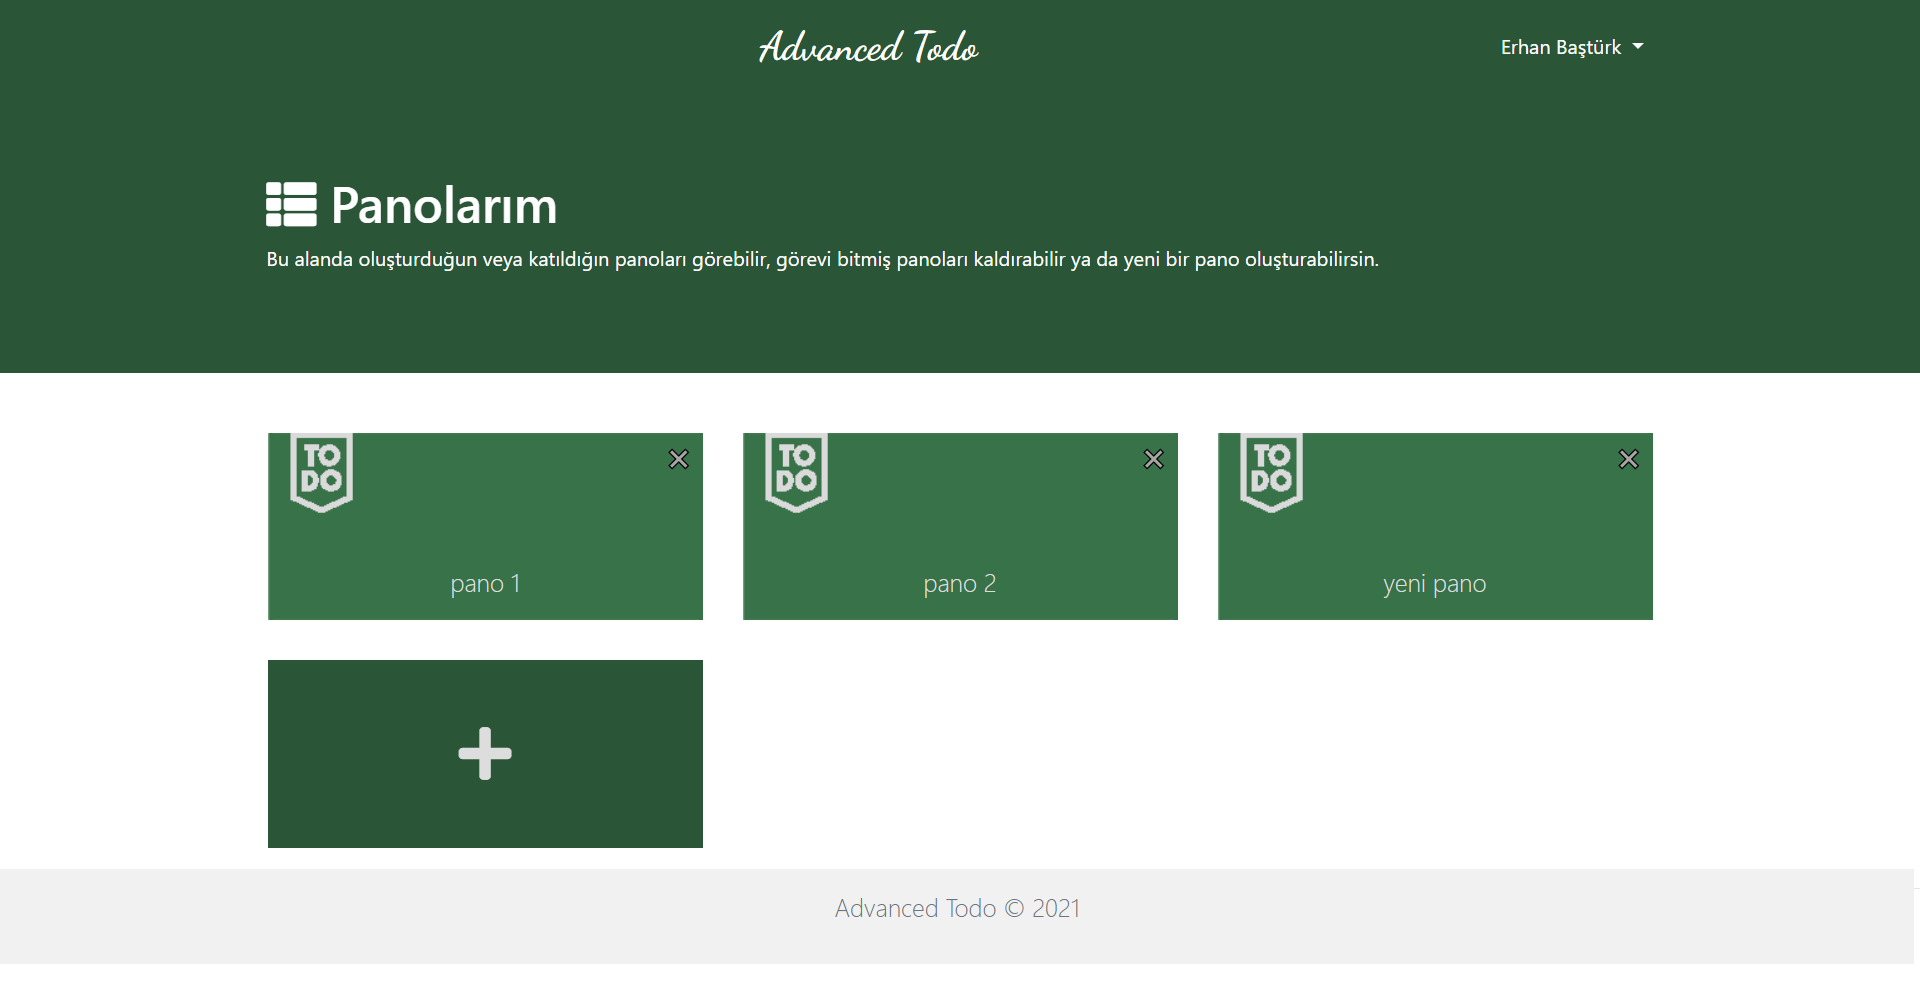 Advanced Todo
Erhan Baştürk
Panolarım
Bu alanda oluşturduğun veya katıldığın panoları görebilir, görevi bitmiş panoları kaldırabilir ya da yeni bir pano oluşturabilirsin.
TO
DO
pano 1
TO
DO
pano 2
TO
DO
yeni pano
Advanced Todo © 2021